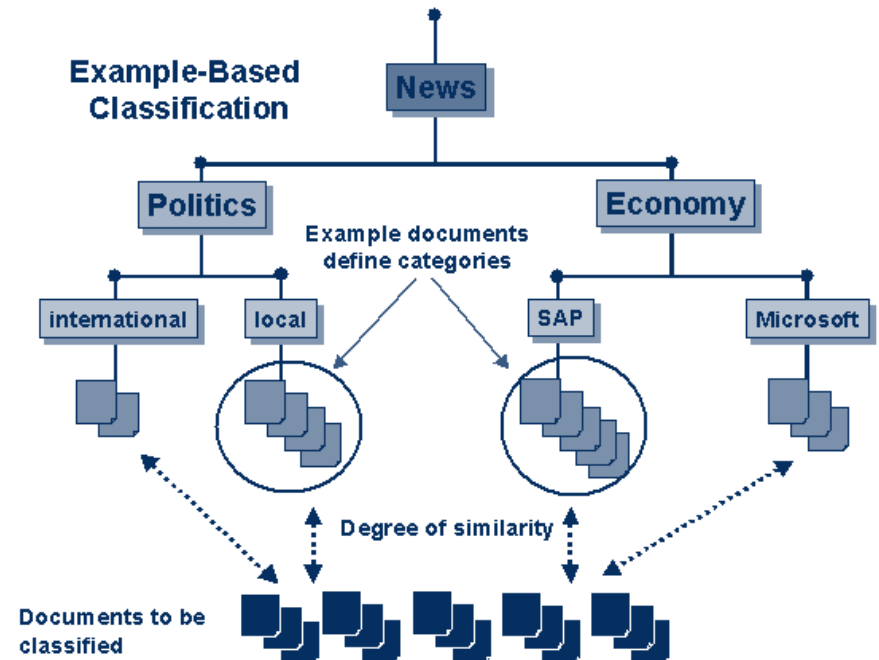 Example-Based
Classification
News
Politics
Economy
Example documents
define categories
international
local
SAP
Microsoft
Degree of similarity
Documents to be
classified